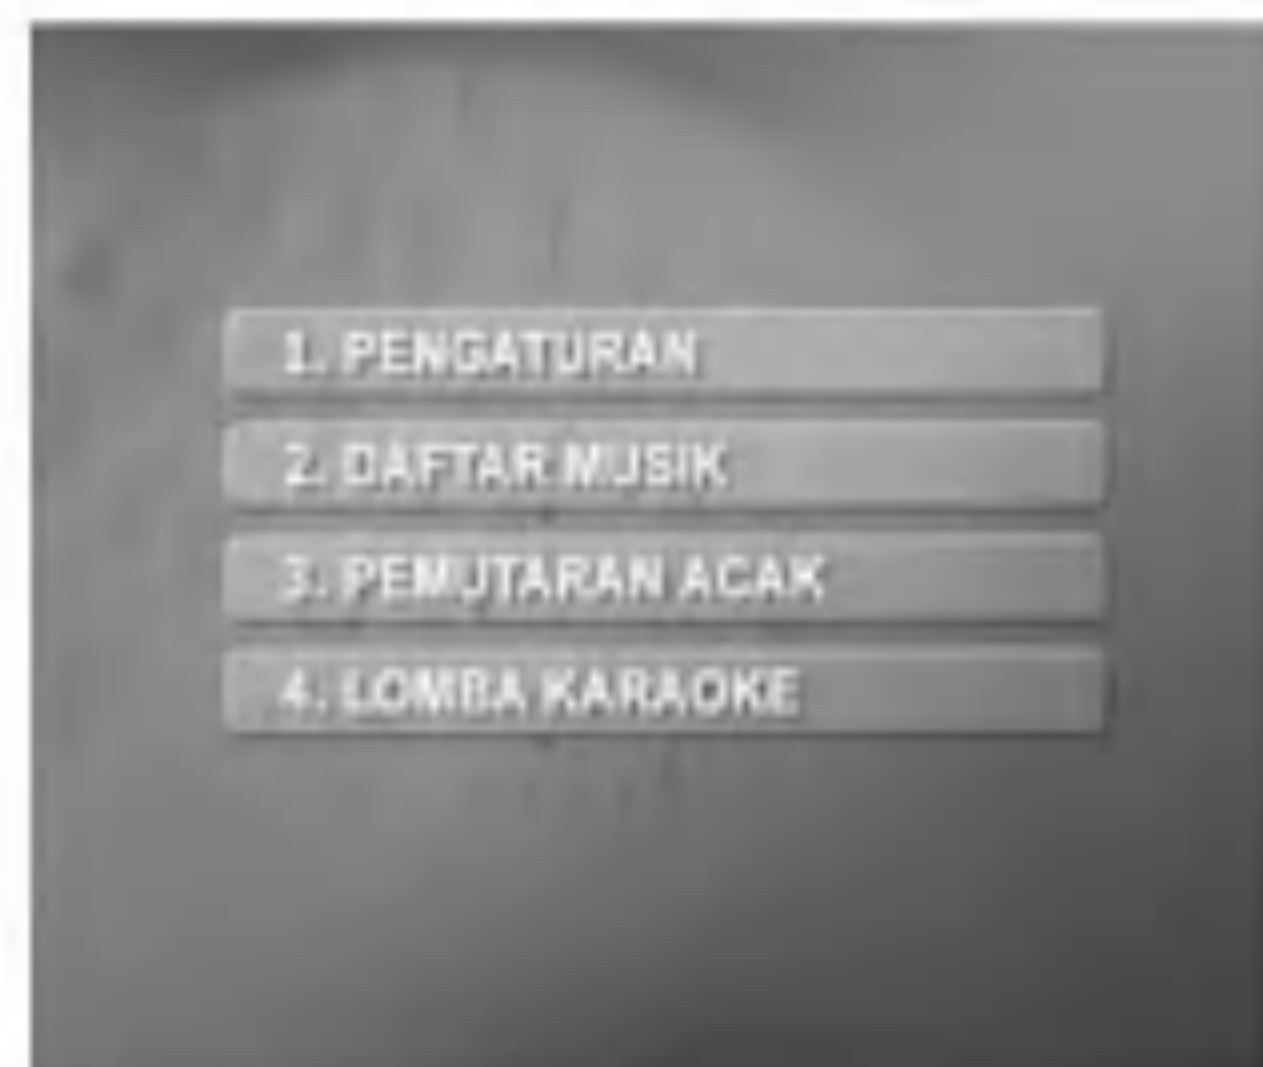 1. PENGATURAN
2. DAFTAR MUSIK
3. PEMUTARAN ACAK
4. LOMBA KARAOKE